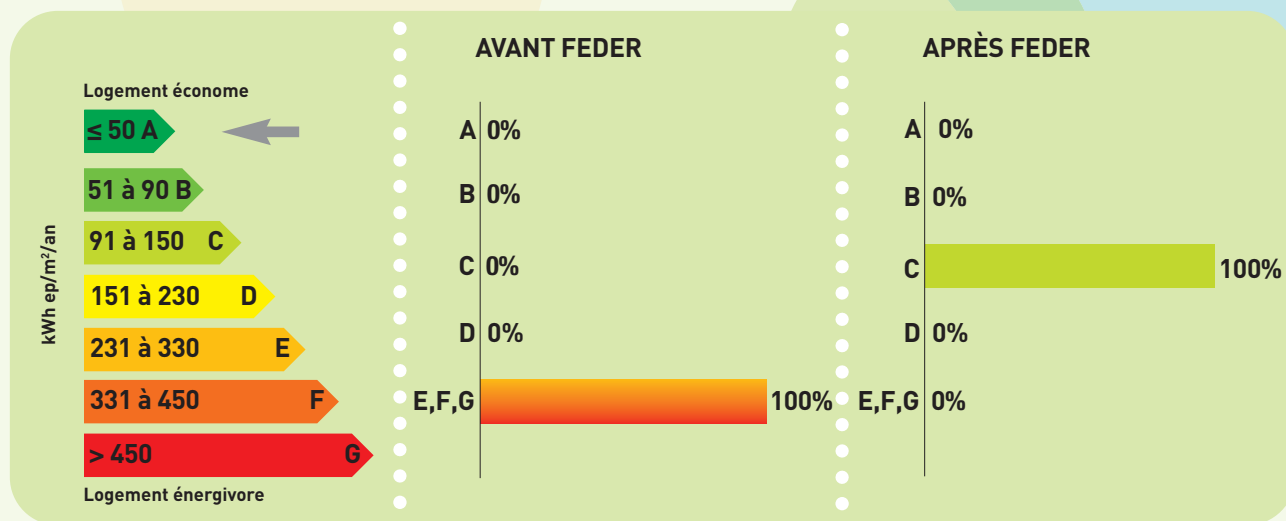 Logement économe
≤ 50 A
51 à 90 B
91 à 150 C
151 à 230 D
231 à 330 E
331 à 450 F
> 450 G
Logement énergivore
kWh ep/m²/an
AVANT FEDER
A 0%
B 0%
C 0%
D 0%
E,F,G 100%
APRÈS FEDER
A 0%
B 0%
C 100%
D 0%
E,F,G 0%